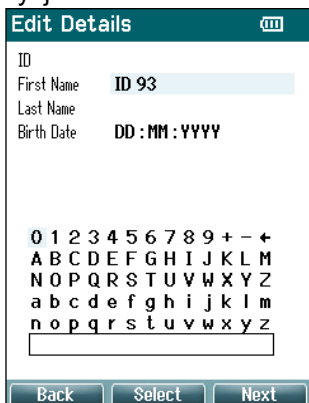 Edit Details
ID
First Name ID 93
Last Name
Birth Date DD : MM : YYYY
0 1 2 3 4 5 6 7 8 9 + - ←
A B C D E F G H I J K L M
N O P Q R S T U V W X Y Z
a b c d e f g h i j k l m
n o p q r s t u v w x y z
Back Select Next